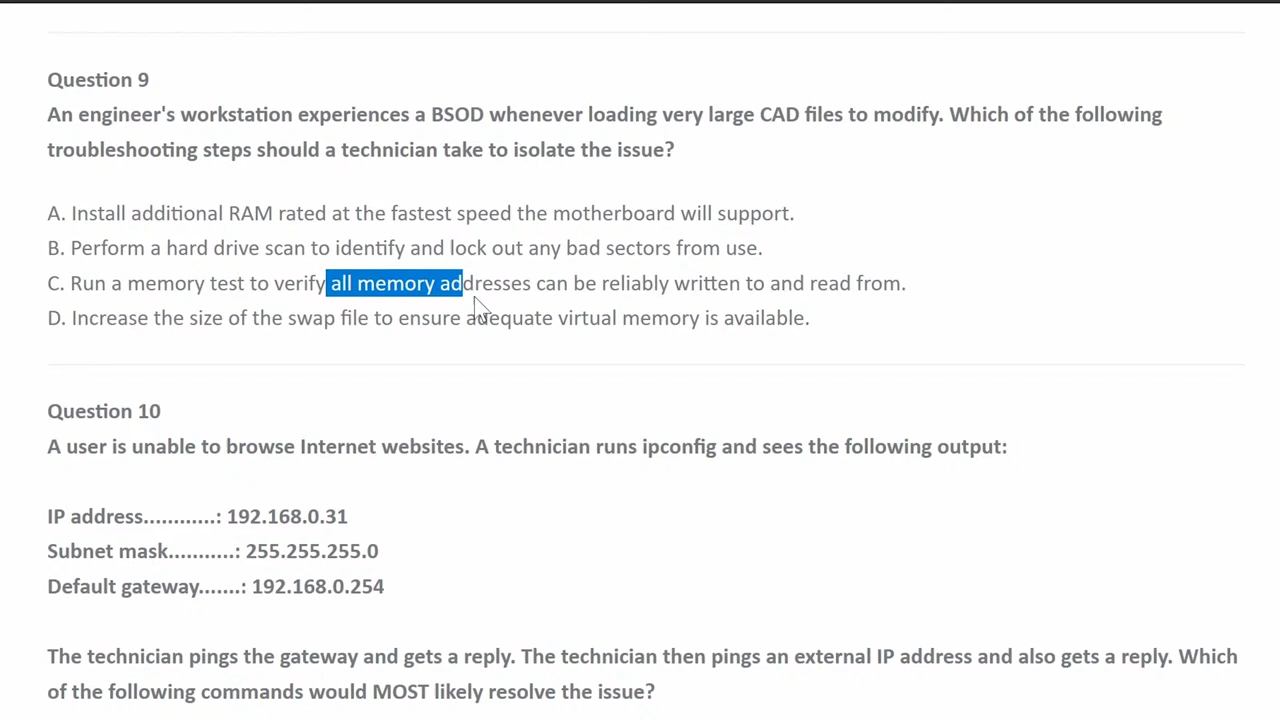 Question 9
An engineer's workstation experiences a BSOD whenever loading very large CAD files to modify. Which of the following
troubleshooting steps should a technician take to isolate the issue?
A. Install additional RAM rated at the fastest speed the motherboard will support.
B. Perform a hard drive scan to identify and lock out any bad sectors from use.
C. Run a memory test to verify all memory addresses can be reliably written to and read from.
D. Increase the size of the swap file to ensure adequate virtual memory is available.
Question 10
A user is unable to browse Internet websites. A technician runs ipconfig and sees the following output:
IP address............: 192.168.0.31
Subnet mask...........: 255.255.255.0
Default gateway.......: 192.168.0.254
The technician pings the gateway and gets a reply. The technician then pings an external IP address and also gets a reply. Which
of the following commands would MOST likely resolve the issue?